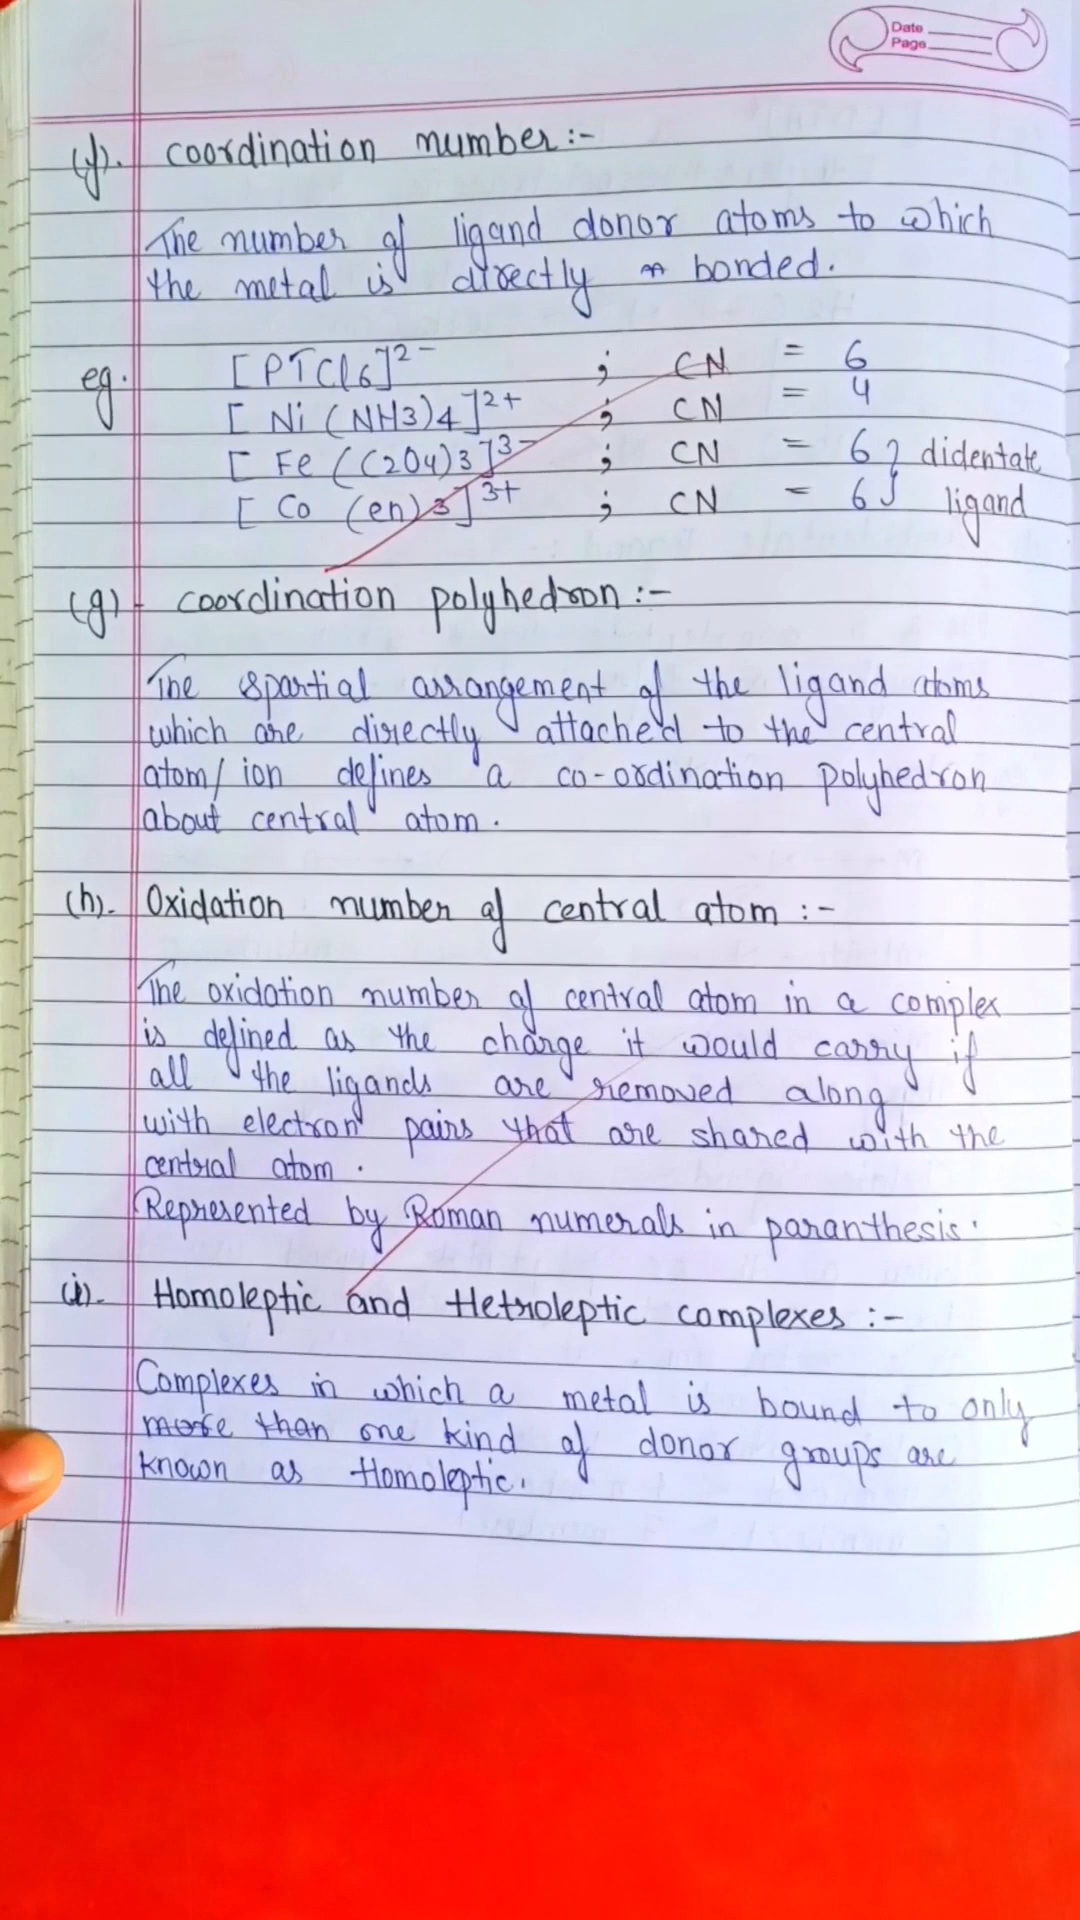 Date
Page
(f). coordination number:-
The number of ligand donor atoms to which
the metal is directly bonded.
eg. [PTCl6]2- ; CN = 6
[Ni(NH3)4]2+ ; CN = 4
[Fe((2O4)3]3- ; CN = 6 } didentate
[Co (en)3]3+ ; CN = 6 } ligand
(g)- coordination polyhedron:-
The spartial arrangement of the ligand atoms
which are directly attached to the central
atom/ion defines a co-ordination polyhedron
about central atom.
(h)- Oxidation number of central atom :-
The oxidation number of central atom in a complex
is defined as the charge it would carry if
all the ligands are removed along
with electron pairs that are shared with the
central atom.
Represented by Roman numerals in paranthesis.
(i)- Homoleptic and Hetroleptic complexes :-
Complexes in which a metal is bound to only
more than one kind of donor groups are
known as Homoleptic.